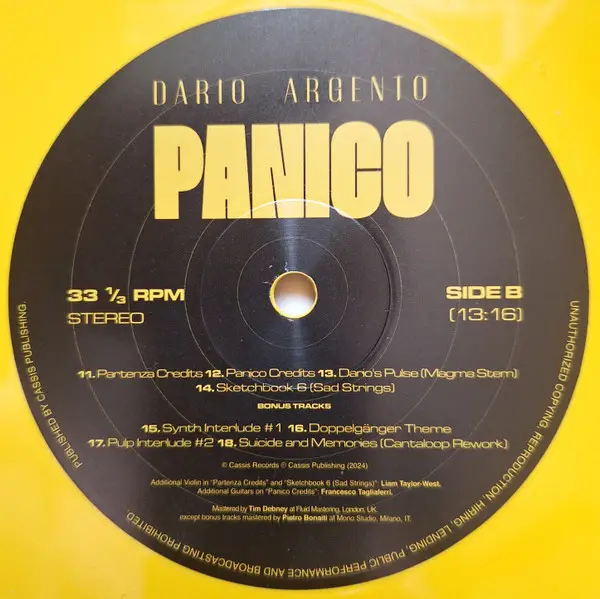 DARIO ARGENTO
PANICO
33 ⅓ RPM
STEREO
SIDE B
(13:16)
11. Partenza Credits 12. Panico Credits 13. Dario's Pulse (Magma Stem)
14. Sketchbook 6 (Sad Strings)
BONUS TRACKS
15. Synth Interlude #1 16. Doppelgänger Theme
17. Pulp Interlude #2 18. Suicide and Memories (Cantaloop Rework)
© Cassis Records ℗ Cassis Publishing (2024)
Additional Violin in "Partenza Credits" and "Sketchbook 6 (Sad Strings)": Liam Taylor-West.
Additional Guitars on "Panico Credits": Francesco Tagliaferri.
Mastered by Tim Debney at Fluid Mastering, London, UK.
except bonus tracks mastered by Pietro Bonaiti at Mono Studio, Milano, IT.
PUBLISHED BY CASSIS PUBLISHING.
UNAUTHORIZED COPYING, REPRODUCTION, HIRING, LENDING, PUBLIC PERFORMANCE AND BROADCASTING PROHIBITED